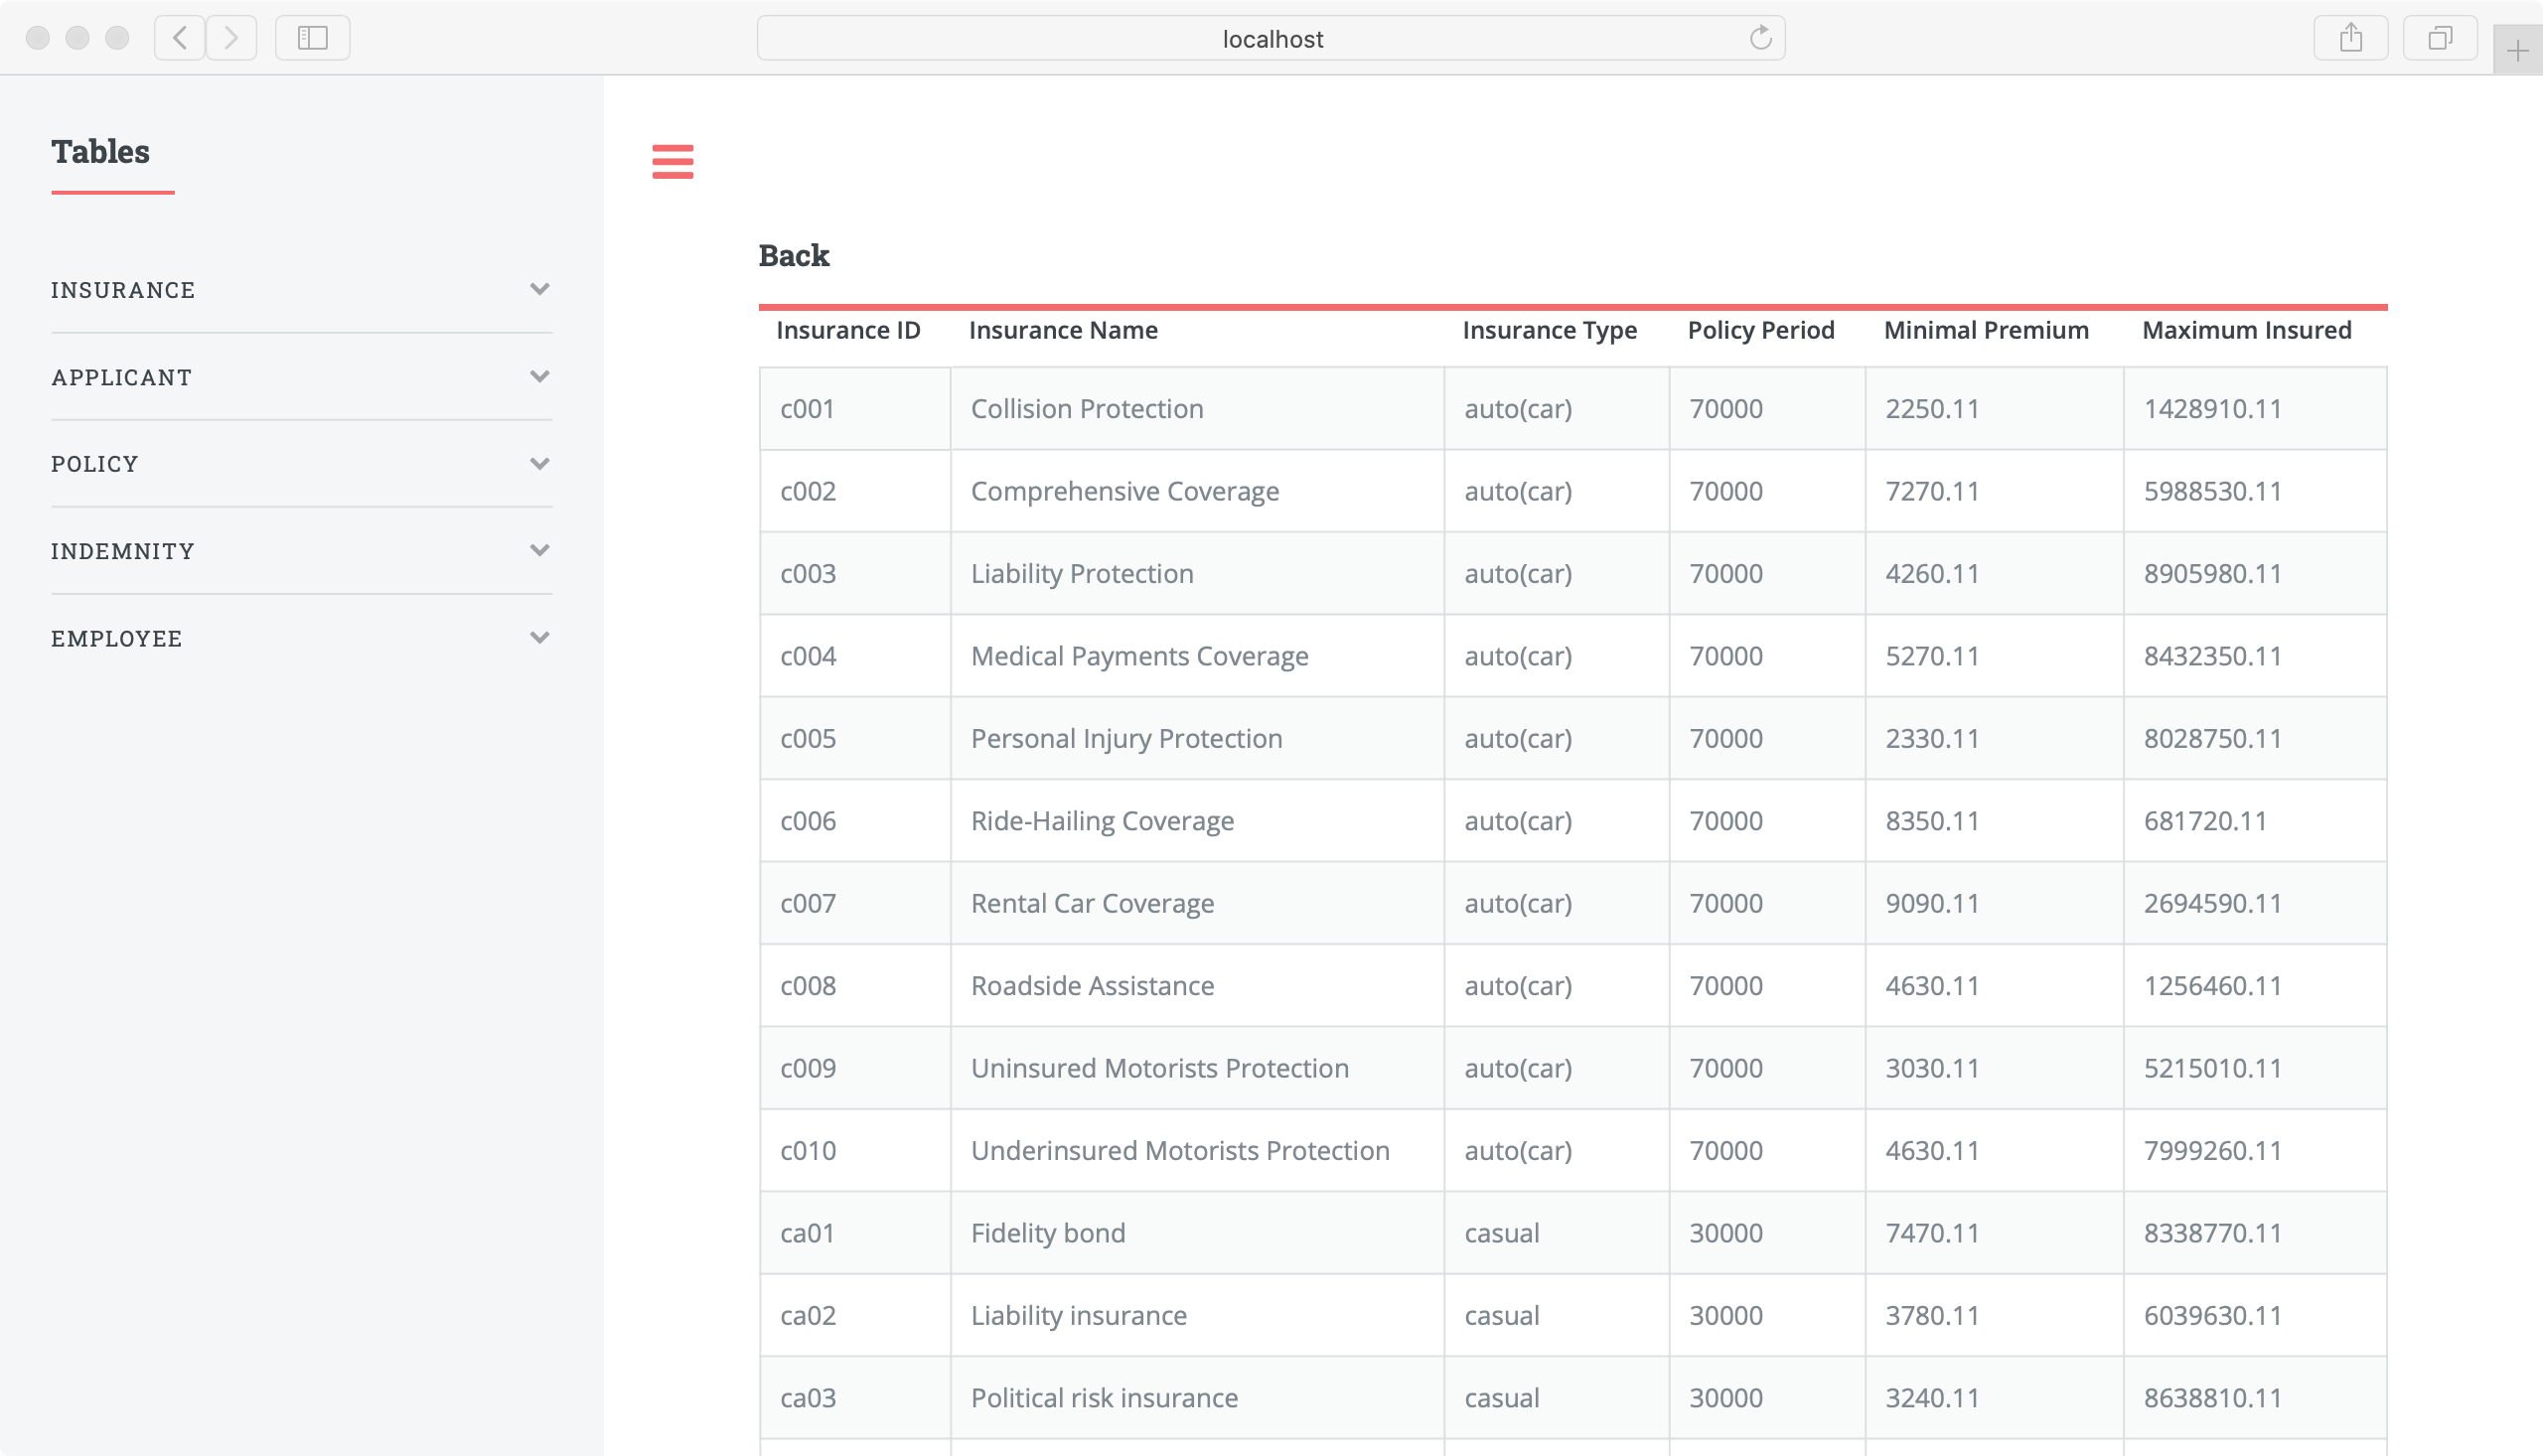 localhost
Tables
INSURANCE
APPLICANT
POLICY
INDEMNITY
EMPLOYEE
Back
Insurance ID Insurance Name Insurance Type Policy Period Minimal Premium Maximum Insured
c001 Collision Protection auto(car) 70000 2250.11 1428910.11
c002 Comprehensive Coverage auto(car) 70000 7270.11 5988530.11
c003 Liability Protection auto(car) 70000 4260.11 8905980.11
c004 Medical Payments Coverage auto(car) 70000 5270.11 8432350.11
c005 Personal Injury Protection auto(car) 70000 2330.11 8028750.11
c006 Ride-Hailing Coverage auto(car) 70000 8350.11 681720.11
c007 Rental Car Coverage auto(car) 70000 9090.11 2694590.11
c008 Roadside Assistance auto(car) 70000 4630.11 1256460.11
c009 Uninsured Motorists Protection auto(car) 70000 3030.11 5215010.11
c010 Underinsured Motorists Protection auto(car) 70000 4630.11 7999260.11
ca01 Fidelity bond casual 30000 7470.11 8338770.11
ca02 Liability insurance casual 30000 3780.11 6039630.11
ca03 Political risk insurance casual 30000 3240.11 8638810.11